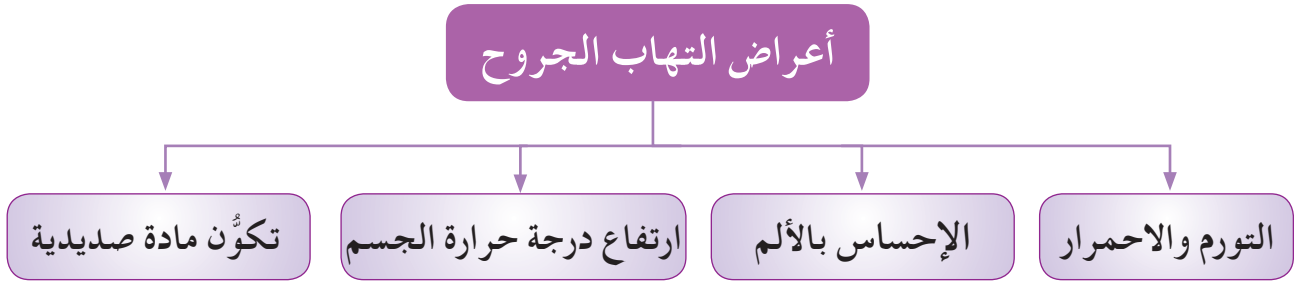 أعراض التهاب الجروح
التورم والاحمرار
الإحساس بالألم
ارتفاع درجة حرارة الجسم
تكوُّن مادة صديدية